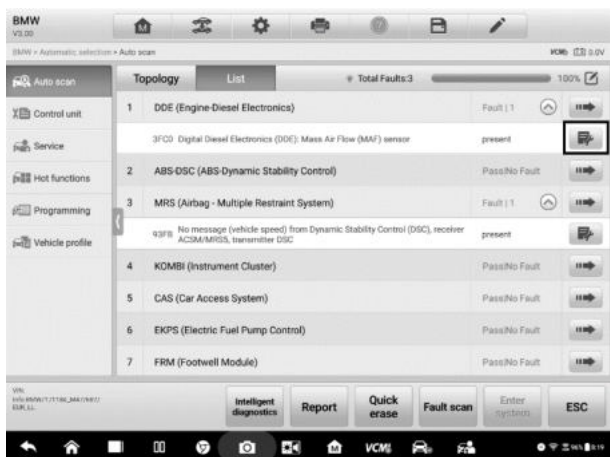 BMW
V3.00
BMW > Automatic selection > Auto scan
VCMI 0.0V
Auto scan
Topology
List
Total Faults:3
100%
Control unit
Service
Hot functions
Programming
Vehicle profile
1 DDE (Engine-Diesel Electronics) Fault | 1
3FC0 Digital Diesel Electronics (DDE): Mass Air Flow (MAF) sensor present
2 ABS-DSC (ABS-Dynamic Stability Control) Pass|No Fault
3 MRS (Airbag - Multiple Restraint System) Fault | 1
93FB No message (vehicle speed) from Dynamic Stability Control (DSC), receiver
ACSM/MRS5, transmitter DSC present
4 KOMBI (Instrument Cluster) Pass|No Fault
5 CAS (Car Access System) Pass|No Fault
6 EKPS (Electric Fuel Pump Control) Pass|No Fault
7 FRM (Footwell Module) Pass|No Fault
VIN:
Intelligent
diagnostics
Report
Quick
erase
Fault scan
Enter
system
ESC
VCMI